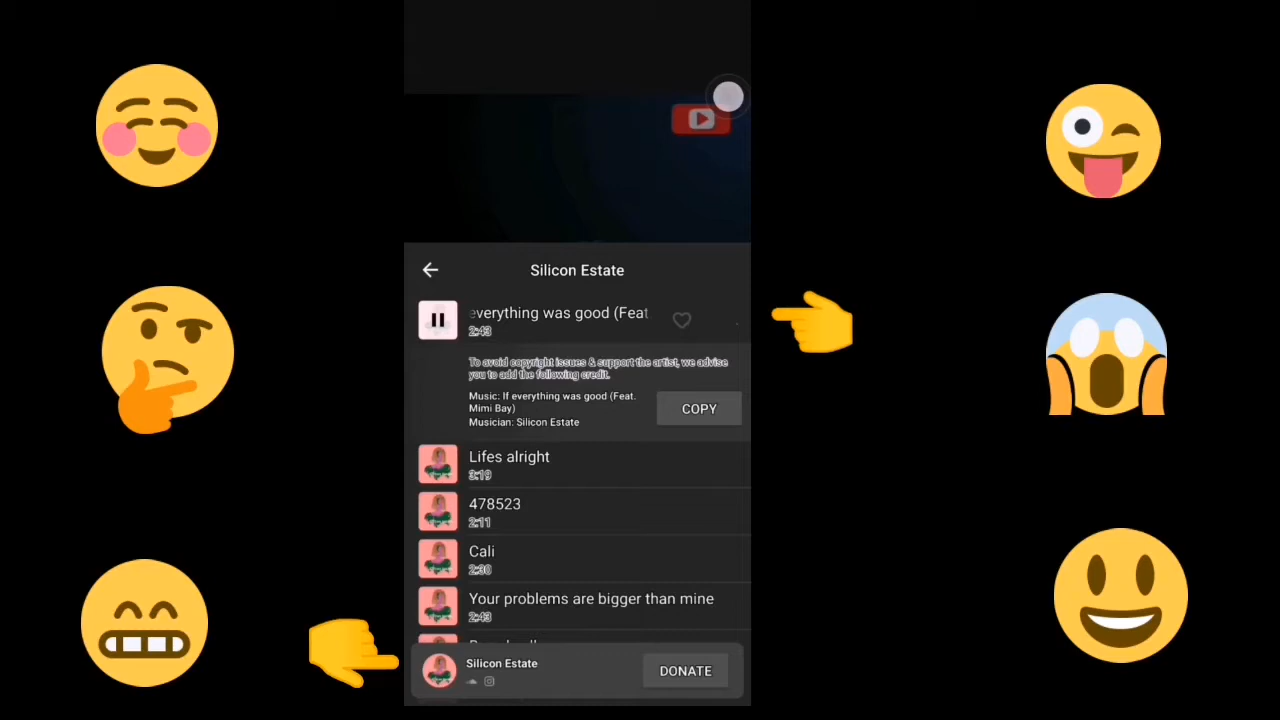 Silicon Estate
everything was good (Feat
2:43
To avoid copyright issues & support the artist, we advise
you to add the following credit.
Music: If everything was good (Feat.
Mimi Bay)
Musician: Silicon Estate
COPY
Lifes alright
3:19
478523
2:11
Cali
2:30
Your problems are bigger than mine
2:43
Silicon Estate
DONATE